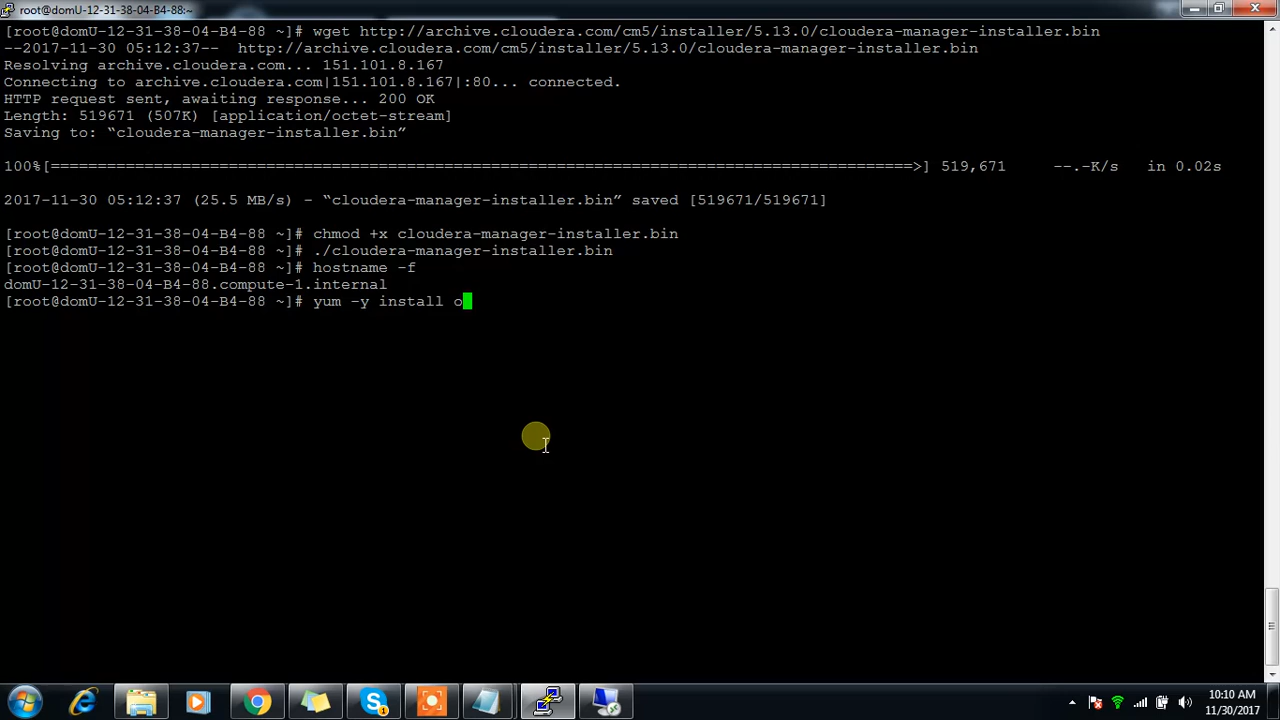 root@domU-12-31-38-04-B4-88:~
[root@domU-12-31-38-04-B4-88 ~]# wget http://archive.cloudera.com/cm5/installer/5.13.0/cloudera-manager-installer.bin
--2017-11-30 05:12:37--  http://archive.cloudera.com/cm5/installer/5.13.0/cloudera-manager-installer.bin
Resolving archive.cloudera.com... 151.101.8.167
Connecting to archive.cloudera.com|151.101.8.167|:80... connected.
HTTP request sent, awaiting response... 200 OK
Length: 519671 (507K) [application/octet-stream]
Saving to: “cloudera-manager-installer.bin”
100%[=====================================================================================>] 519,671     --.-K/s   in 0.02s
2017-11-30 05:12:37 (25.5 MB/s) - “cloudera-manager-installer.bin” saved [519671/519671]
[root@domU-12-31-38-04-B4-88 ~]# chmod +x cloudera-manager-installer.bin
[root@domU-12-31-38-04-B4-88 ~]# ./cloudera-manager-installer.bin
[root@domU-12-31-38-04-B4-88 ~]# hostname -f
domU-12-31-38-04-B4-88.compute-1.internal
[root@domU-12-31-38-04-B4-88 ~]# yum -y install o
10:10 AM
11/30/2017